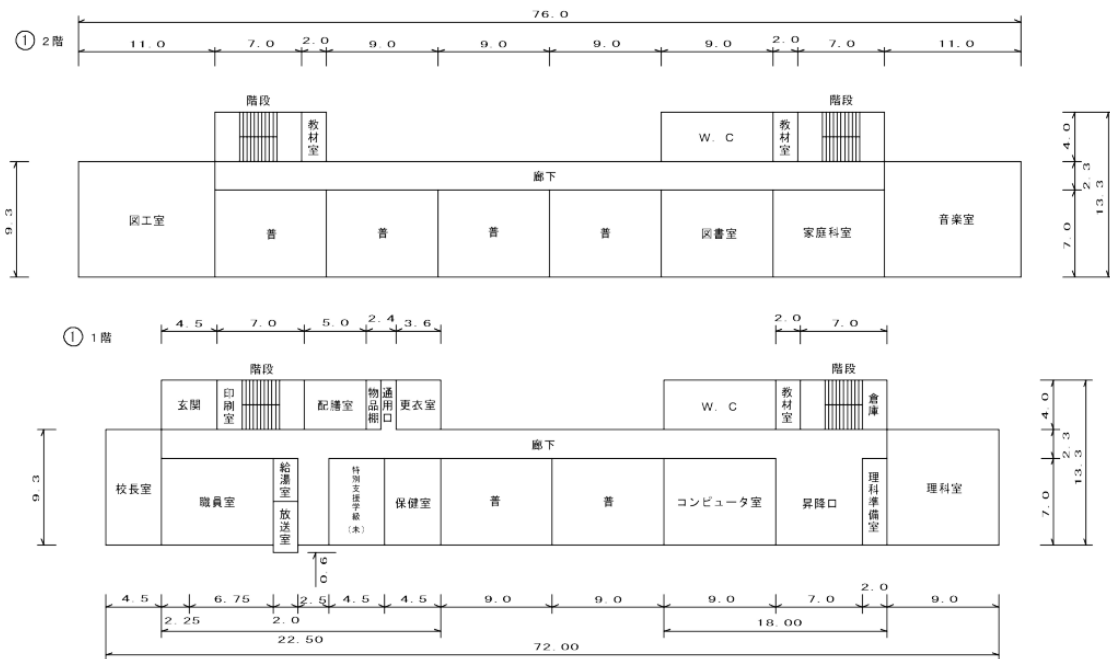 76.0
① 2階
11.0 7.0 2.0 9.0 9.0 9.0 9.0 2.0 7.0 11.0
階段 階段
教材室 W.C 教材室
4.0
廊下
2.3
13.3
9.3
図工室 普 普 普 普 図書室 家庭科室 音楽室
7.0
① 1階
4.5 7.0 5.0 2.4 3.6 2.0 7.0
階段 階段
玄関 印刷室 配膳室 物品棚 通用口 更衣室 W.C 教材室 倉庫
4.0
廊下
2.3
13.3
9.3
校長室 職員室 給湯室 特別支援学級(未) 保健室 普 普 コンピュータ室 昇降口 理科準備室 理科室
放送室
7.0
0.6
4.5 6.75 2.5 4.5 4.5 9.0 9.0 9.0 7.0 2.0 9.0
2.25 2.0
22.50 18.00
72.00